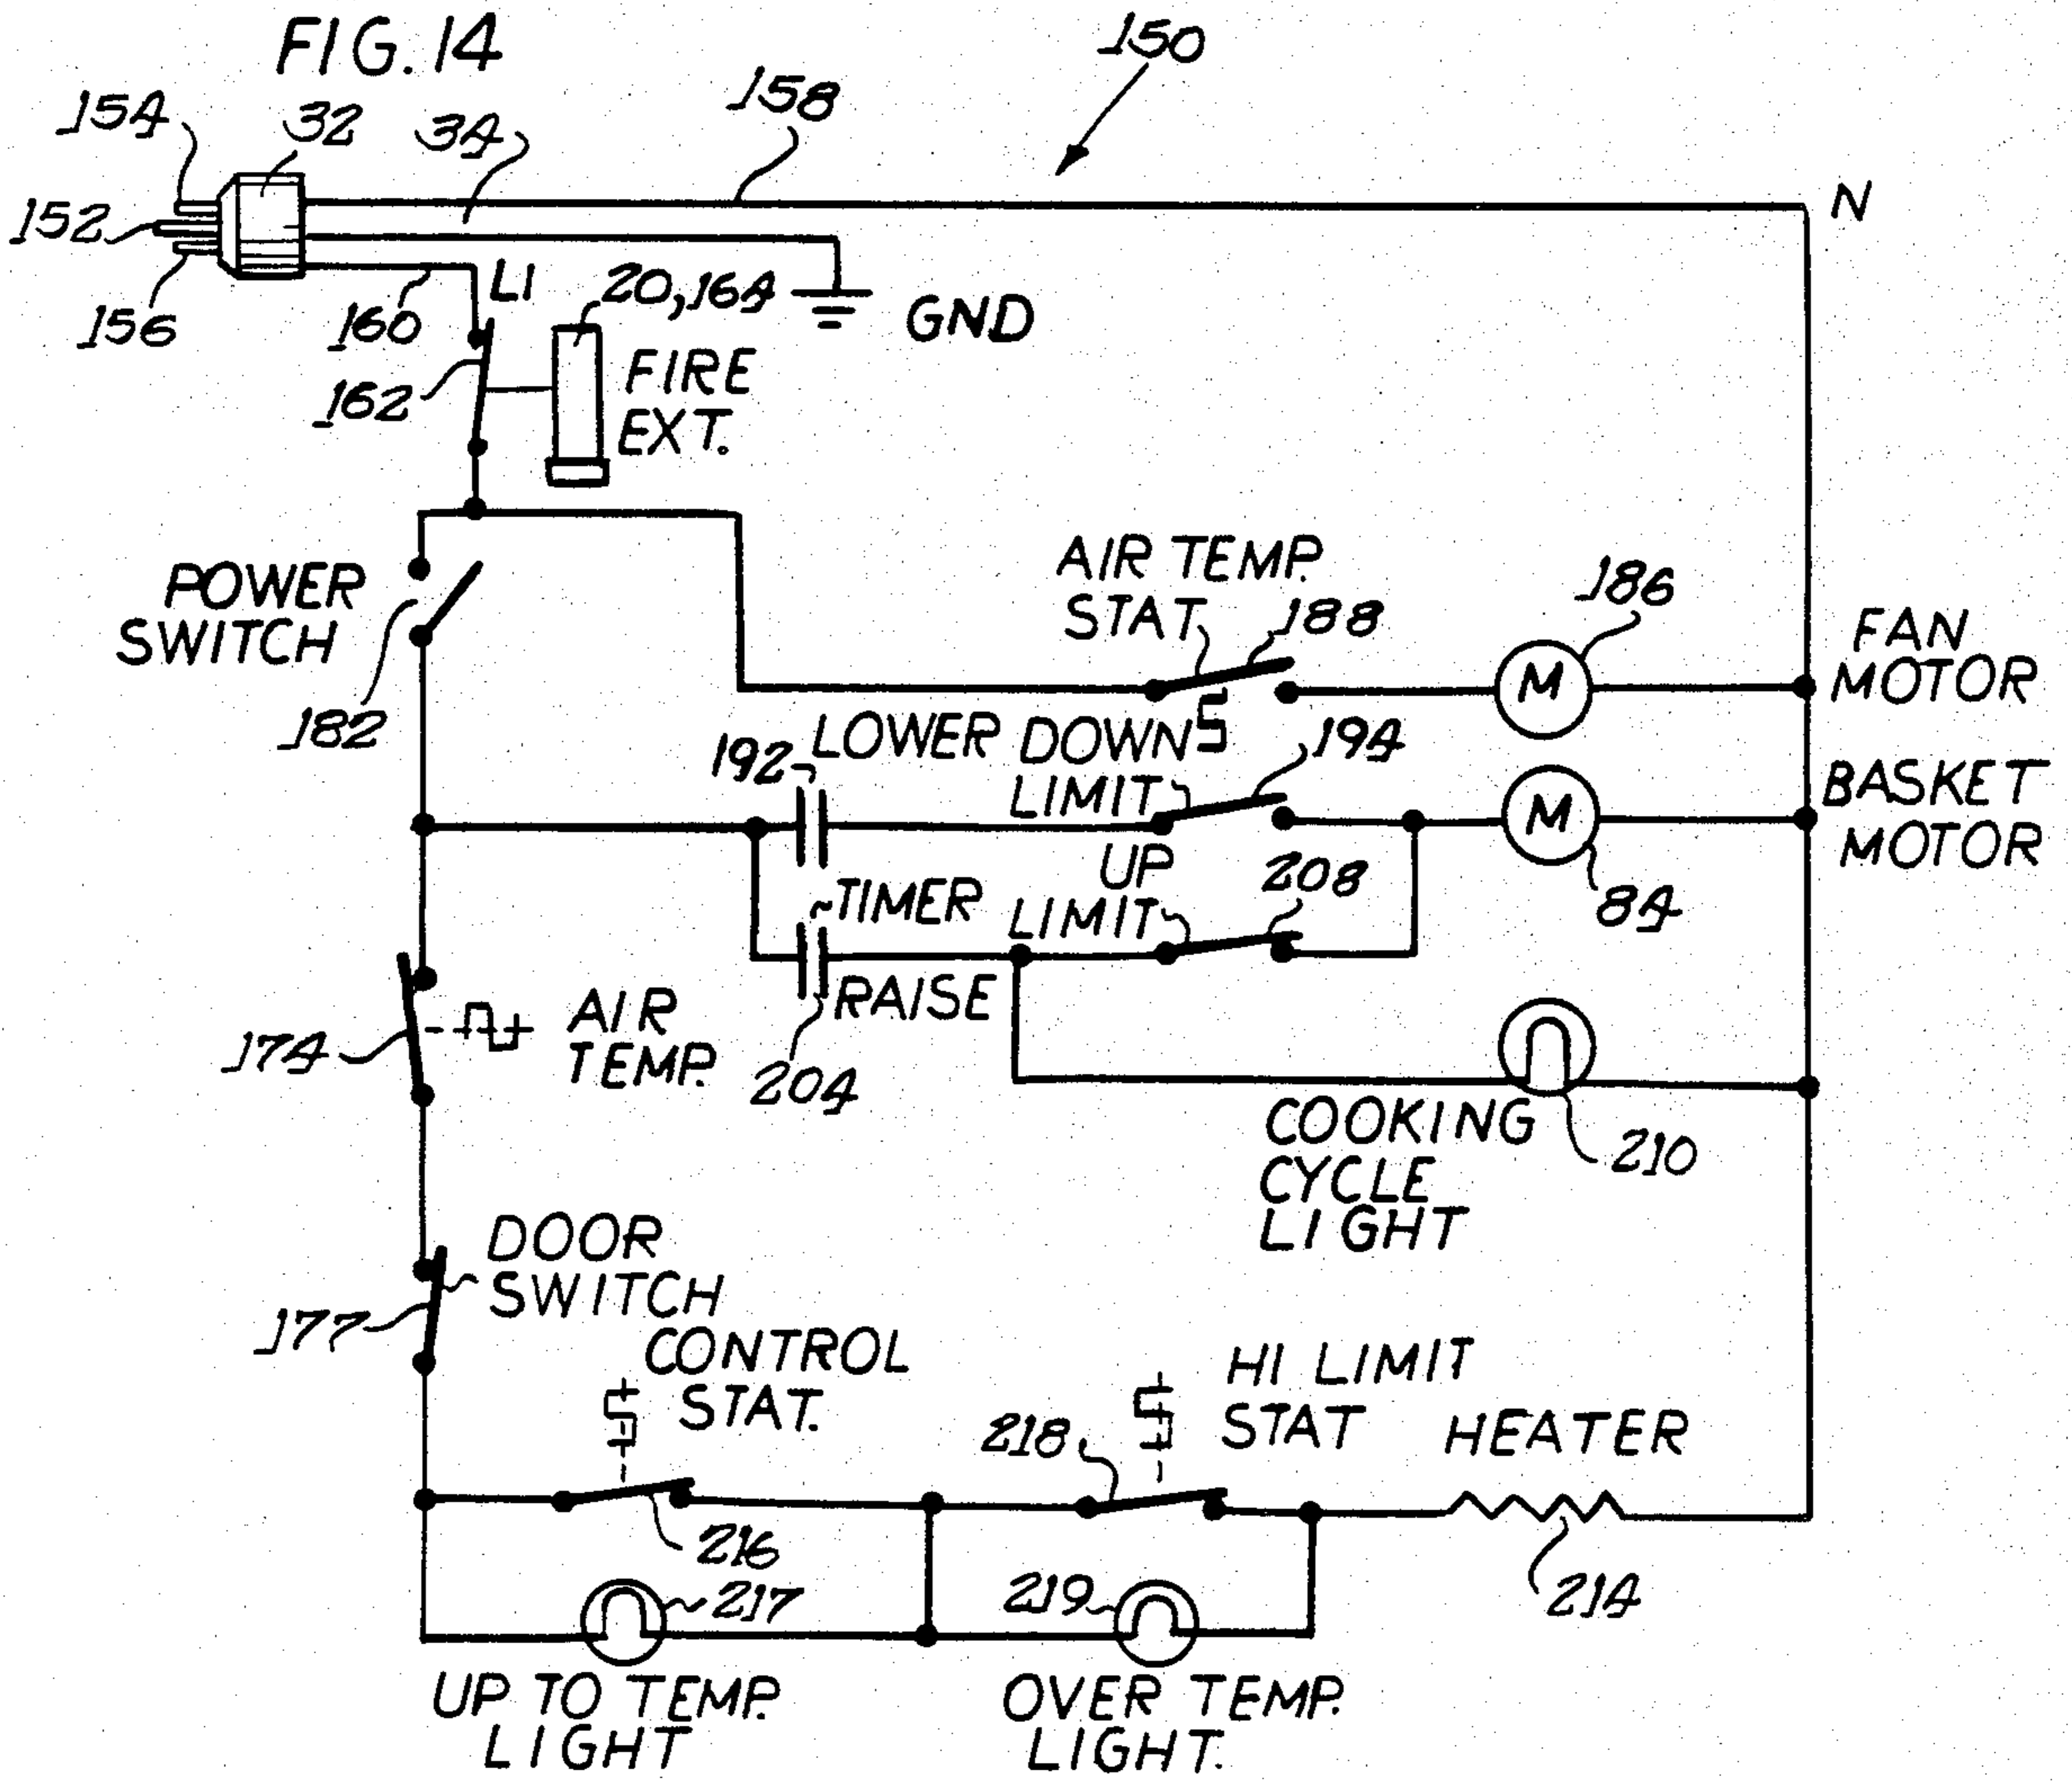 FIG. 14
150
154
32
34
158
152
N
156
160
L1
20,164
GND
162
FIRE
EXT.
POWER
SWITCH
182
AIR TEMP.
STAT.
188
186
M
FAN
MOTOR
192
LOWER
DOWN
LIMIT
194
M
BASKET
MOTOR
84
TIMER
UP
LIMIT
208
RAISE
204
174
AIR
TEMP.
COOKING
CYCLE
LIGHT
210
DOOR
SWITCH
177
CONTROL
STAT.
HI LIMIT
STAT
218
HEATER
216
217
219
214
UP TO TEMP.
LIGHT
OVER TEMP.
LIGHT.